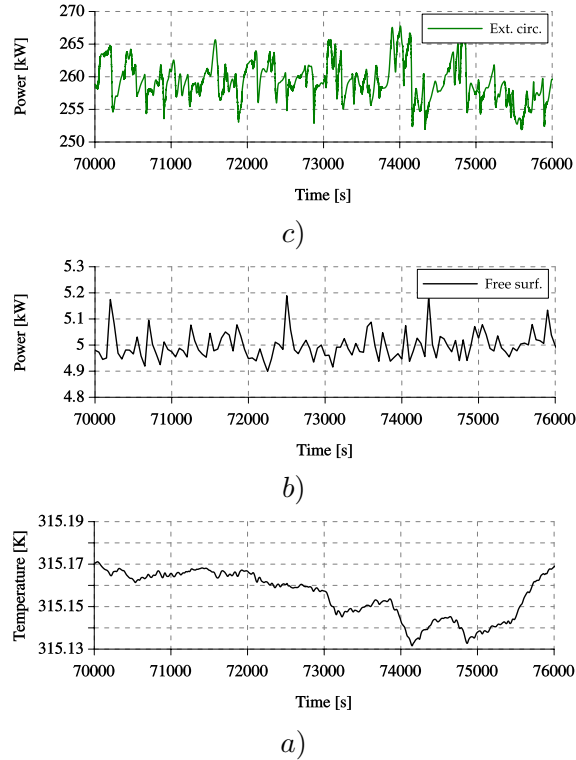 270
265
260
255
250
Power [kW]
Ext. circ.
70000 71000 72000 73000 74000 75000 76000
Time [s]
c)
5.3
5.2
5.1
5
4.9
4.8
Power [kW]
Free surf.
70000 71000 72000 73000 74000 75000 76000
Time [s]
b)
315.19
315.17
315.15
315.13
Temperature [K]
70000 71000 72000 73000 74000 75000 76000
Time [s]
a)